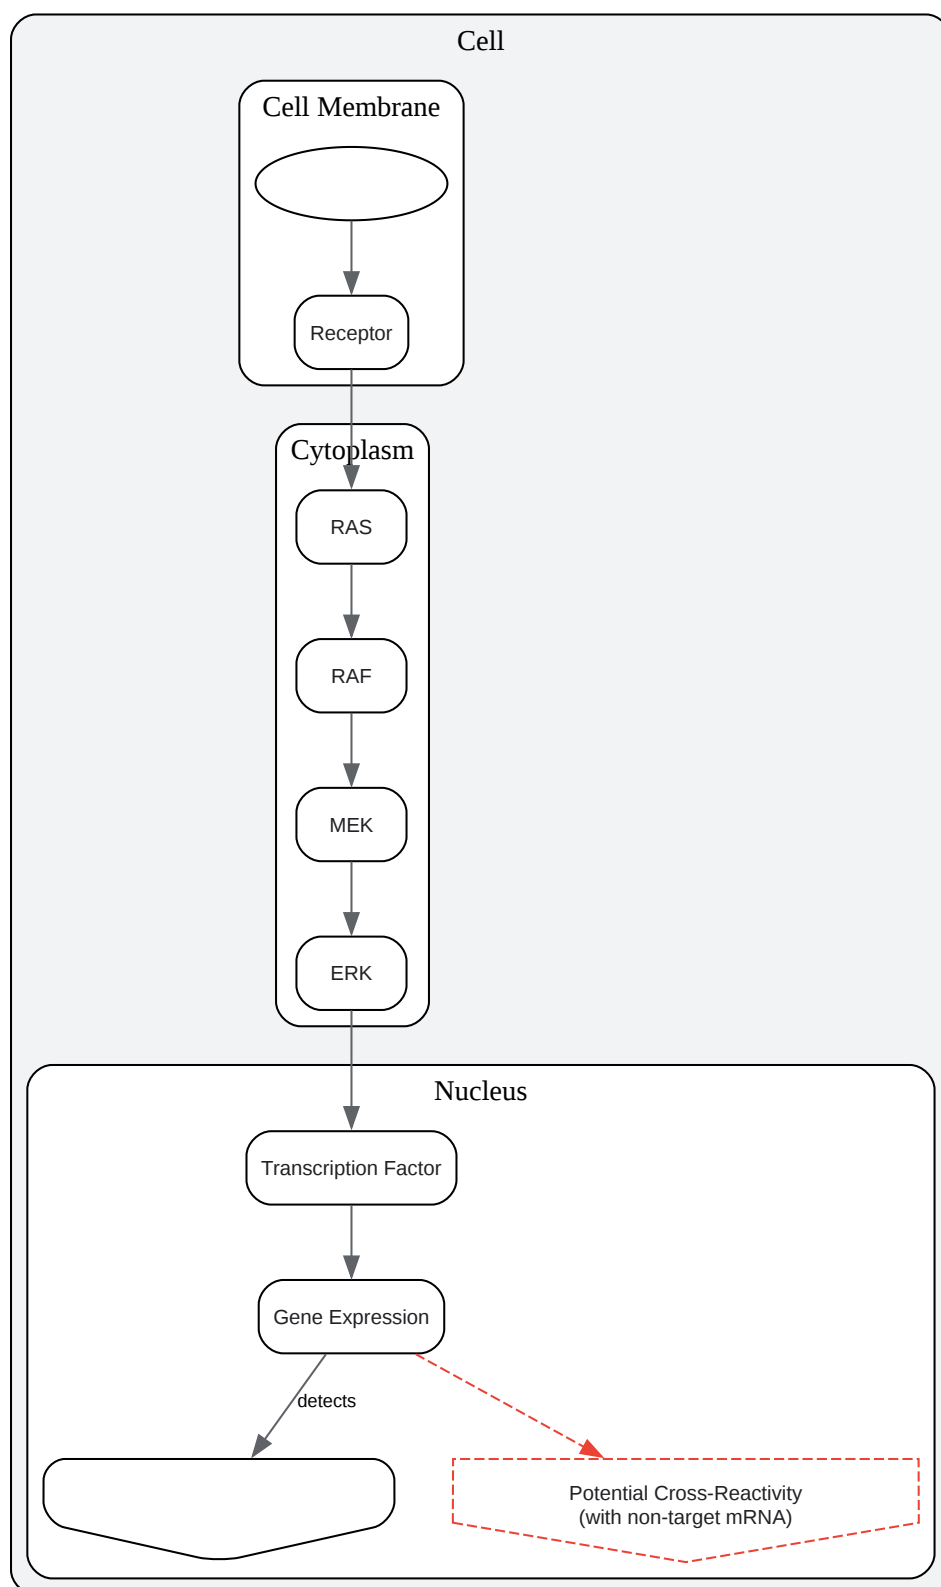 Cell
Cell Membrane
Receptor
Cytoplasm
RAS
RAF
MEK
ERK
Nucleus
Transcription Factor
Gene Expression
detects
Potential Cross-Reactivity
(with non-target mRNA)